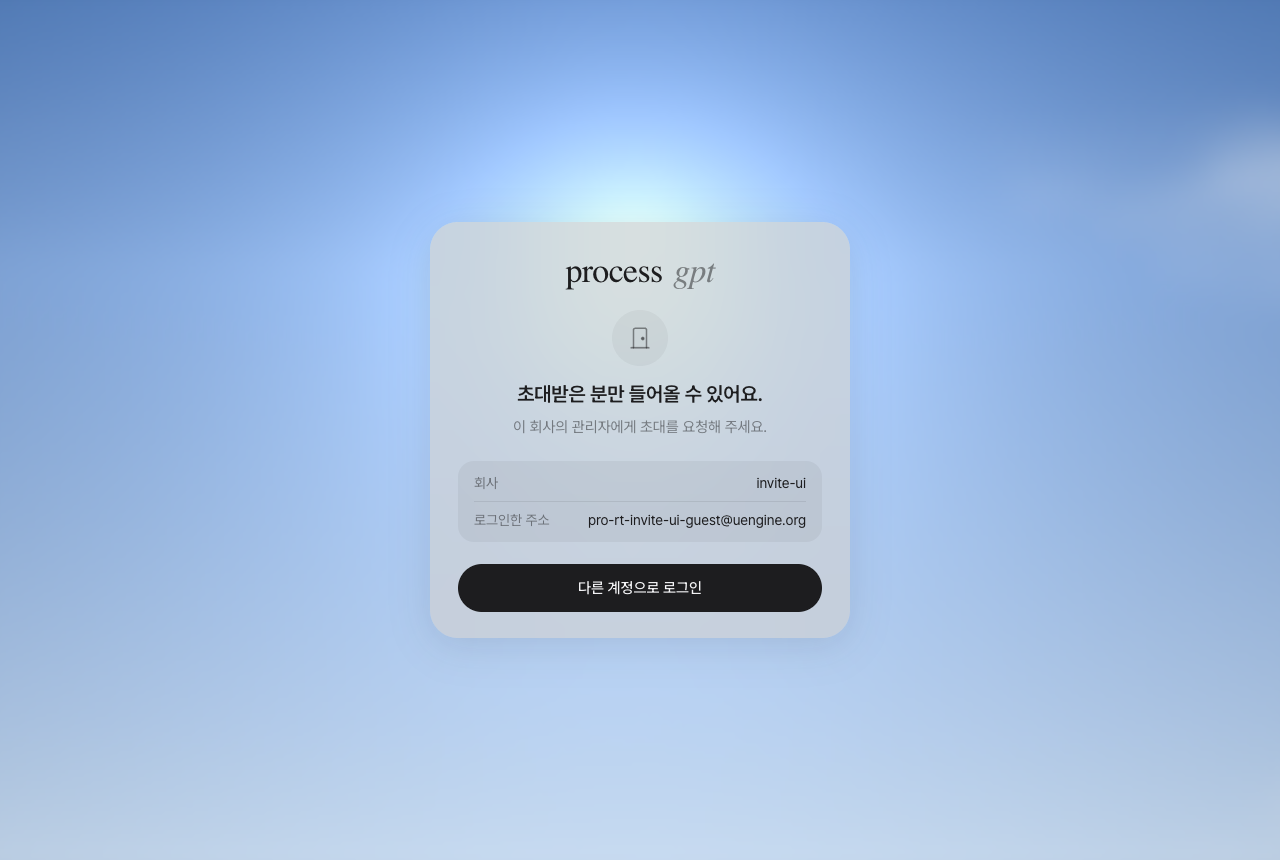 process gpt
초대받은 분만 들어올 수 있어요.
이 회사의 관리자에게 초대를 요청해 주세요.
회사 invite-ui
로그인한 주소 pro-rt-invite-ui-guest@uengine.org
다른 계정으로 로그인